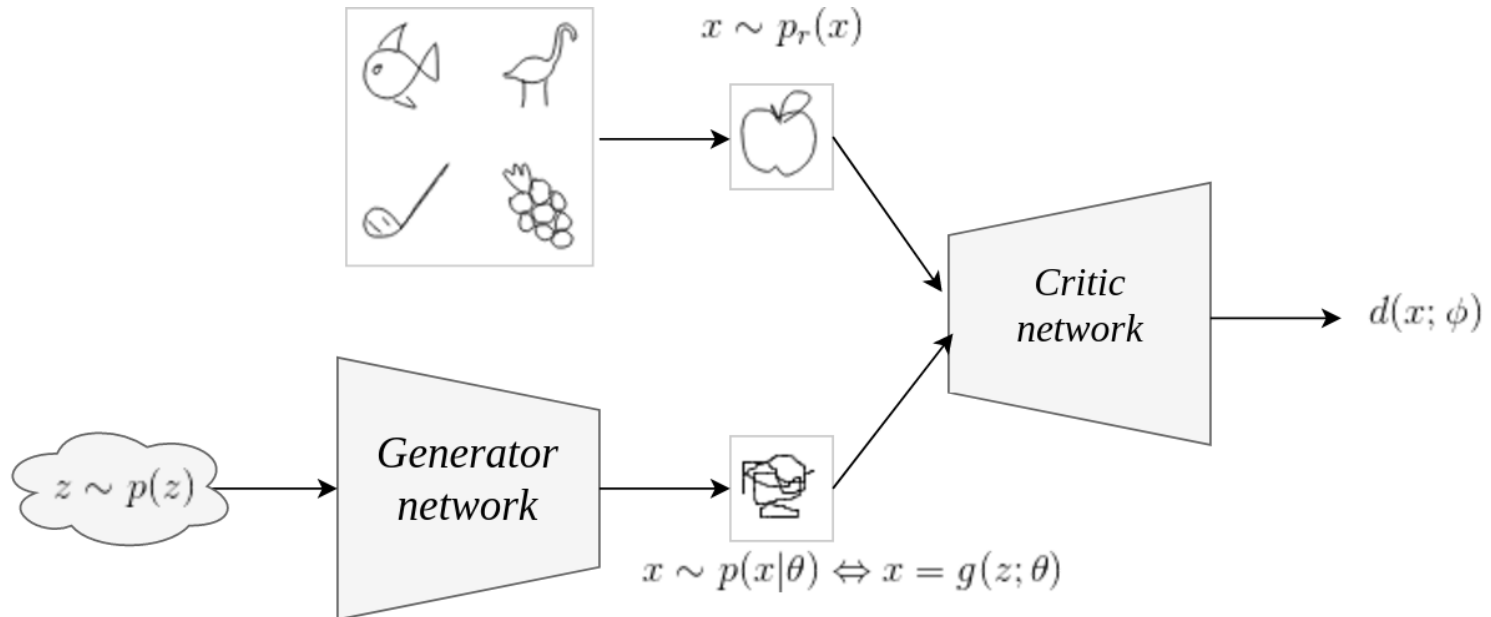 x ∼ p_r(x)
Critic
network
d(x; ϕ)
Generator
network
z ∼ p(z)
x ∼ p(x|θ) ⇔ x = g(z; θ)